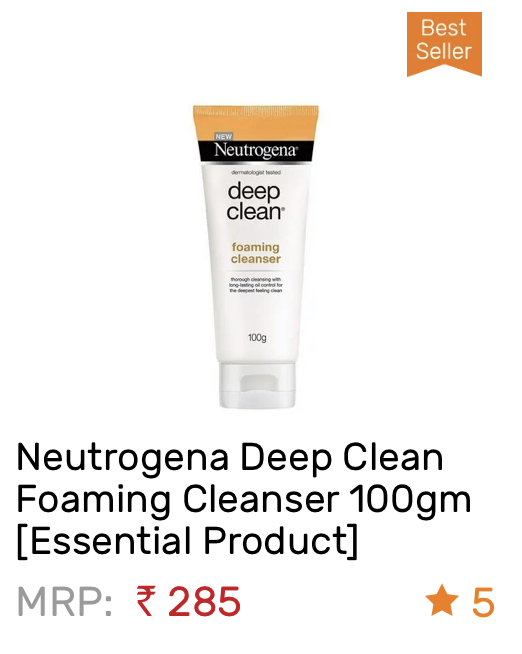 Best
Seller
NEW
Neutrogena®
dermatologist tested
deep
clean®
foaming
cleanser
thorough cleansing with
long-lasting oil control for
the deepest feeling clean
100g
Neutrogena Deep Clean
Foaming Cleanser 100gm
[Essential Product]
MRP: ₹ 285
5